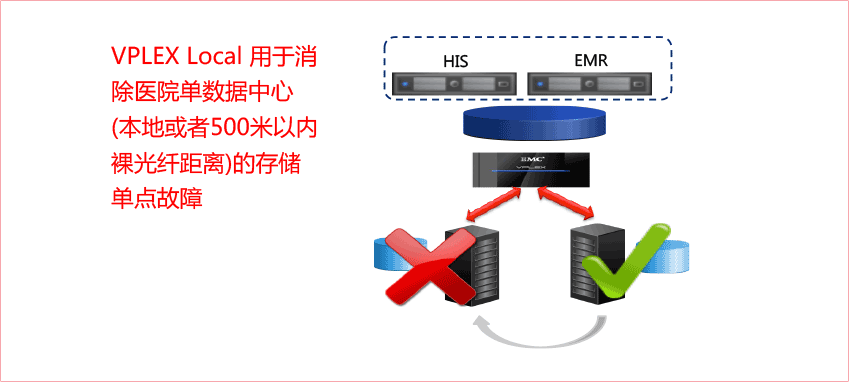 VPLEX Local 用于消
除医院单数据中心
(本地或者500米以内
裸光纤距离)的存储
单点故障
HIS
EMR
EMC²
VPLEX